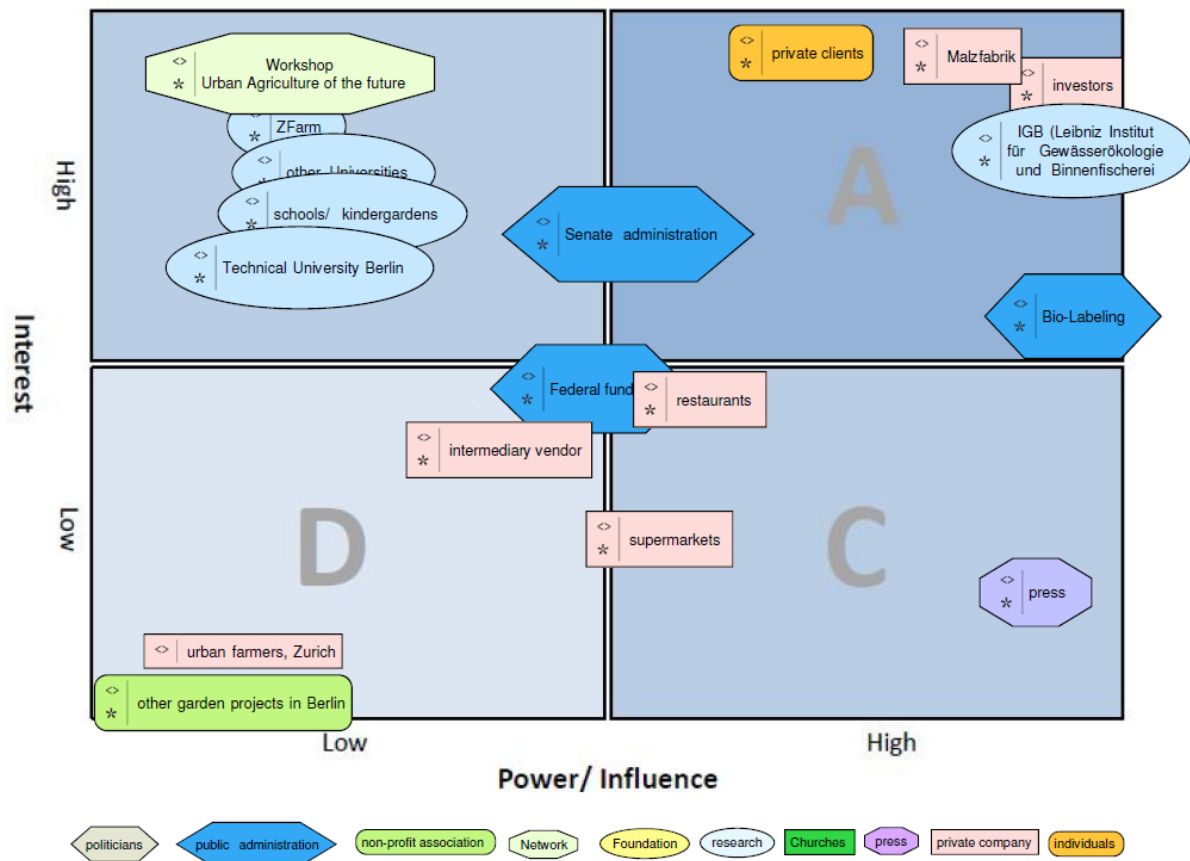 <>
*
Workshop
Urban Agriculture of the future
<>
*
private clients
<>
*
Malzfabrik
<>
*
investors
<>
*
ZFarm
<>
*
IGB (Leibniz Institut
für Gewässerökologie
und Binnenfischerei
<>
*
other Universities
A
High
<>
*
schools/ kindergardens
<>
*
Senate administration
<>
*
Technical University Berlin
<>
*
Bio-Labeling
Interest
<>
*
Federal fund
<>
*
restaurants
<>
*
intermediary vendor
Low
D
C
<>
*
supermarkets
<>
*
press
<>
urban farmers, Zurich
<>
*
other garden projects in Berlin
Low
High
Power/ Influence
politicians
public administration
non-profit association
Network
Foundation
research
Churches
press
private company
individuals